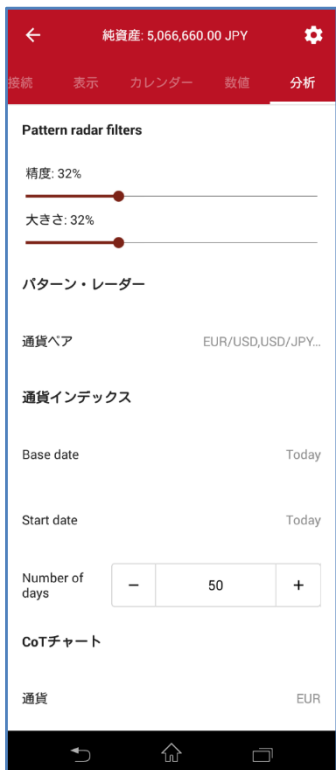 純資産: 5,066,660.00 JPY
接続 表示 カレンダー 数値 分析
Pattern radar filters
精度: 32%
大きさ: 32%
パターン・レーダー
通貨ペア EUR/USD,USD/JPY...
通貨インデックス
Base date Today
Start date Today
Number of
days − 50 +
CoTチャート
通貨 EUR